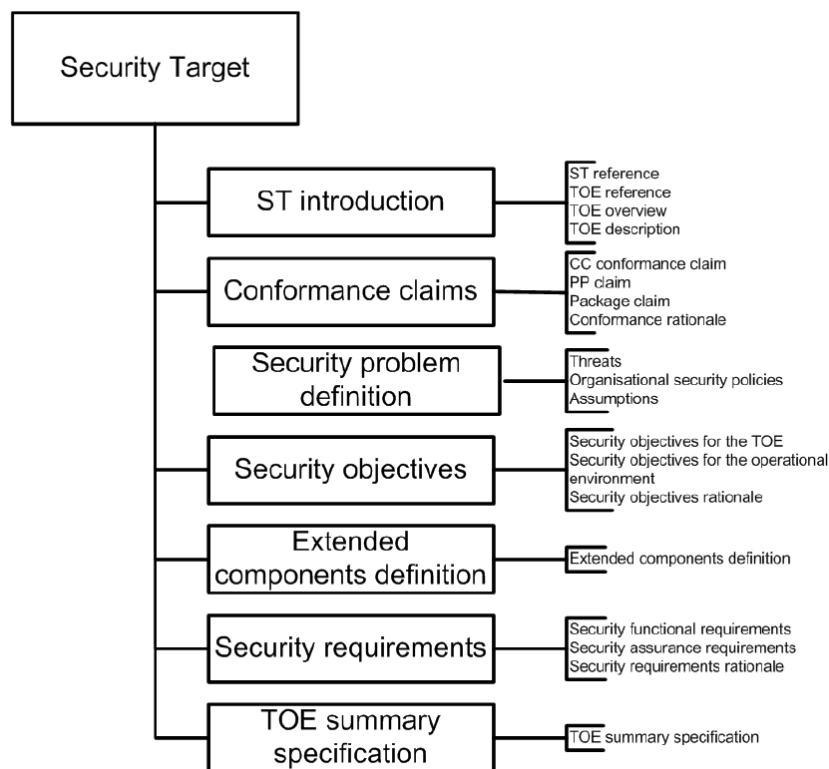 Security Target
ST introduction
ST reference
TOE reference
TOE overview
TOE description
Conformance claims
CC conformance claim
PP claim
Package claim
Conformance rationale
Security problem
definition
Threats
Organisational security policies
Assumptions
Security objectives
Security objectives for the TOE
Security objectives for the operational
environment
Security objectives rationale
Extended
components definition
Extended components definition
Security requirements
Security functional requirements
Security assurance requirements
Security requirements rationale
TOE summary
specification
TOE summary specification